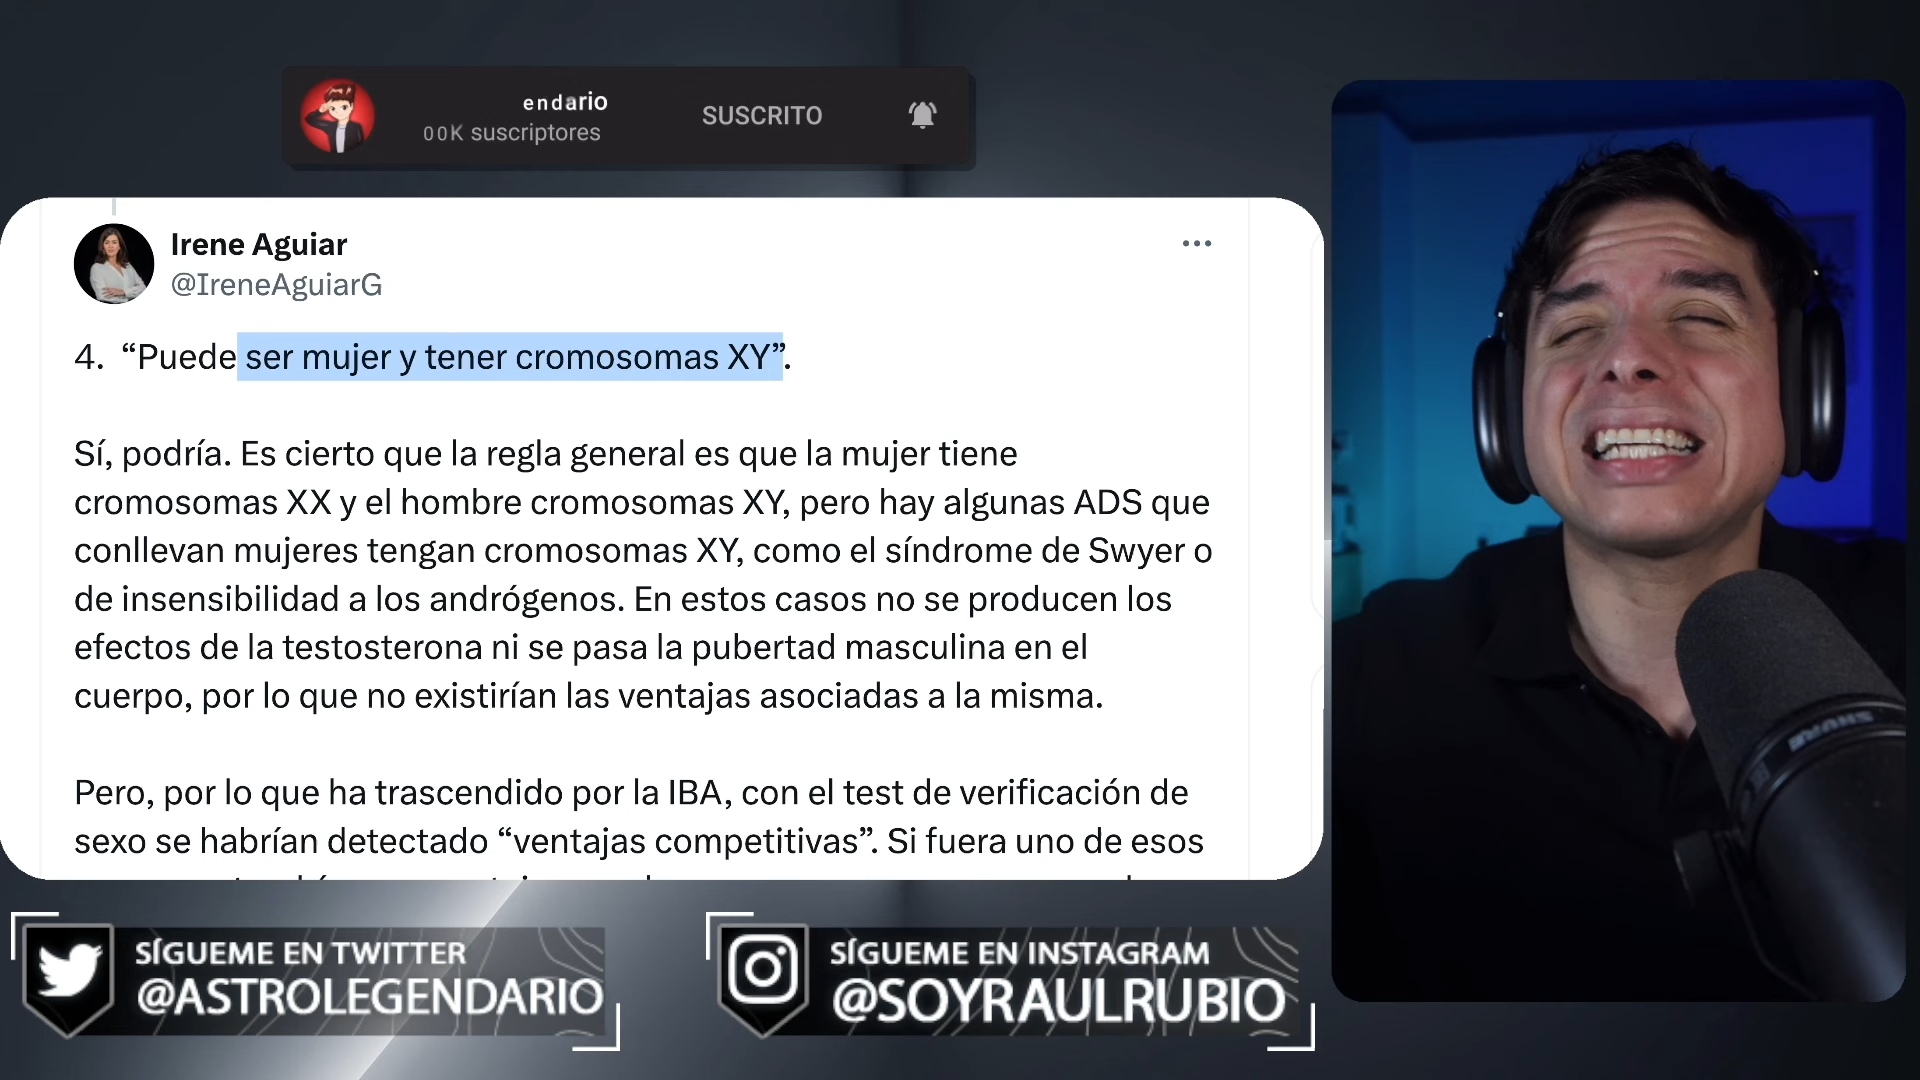 endario
00K suscriptores
SUSCRITO
Irene Aguiar
@IreneAguiarG
4. “Puede ser mujer y tener cromosomas XY”.
Sí, podría. Es cierto que la regla general es que la mujer tiene
cromosomas XX y el hombre cromosomas XY, pero hay algunas ADS que
conllevan mujeres tengan cromosomas XY, como el síndrome de Swyer o
de insensibilidad a los andrógenos. En estos casos no se producen los
efectos de la testosterona ni se pasa la pubertad masculina en el
cuerpo, por lo que no existirían las ventajas asociadas a la misma.
Pero, por lo que ha trascendido por la IBA, con el test de verificación de
sexo se habrían detectado “ventajas competitivas”. Si fuera uno de esos
SÍGUEME EN TWITTER
@ASTROLEGENDARIO
SÍGUEME EN INSTAGRAM
@SOYRAULRUBIO
SHURE